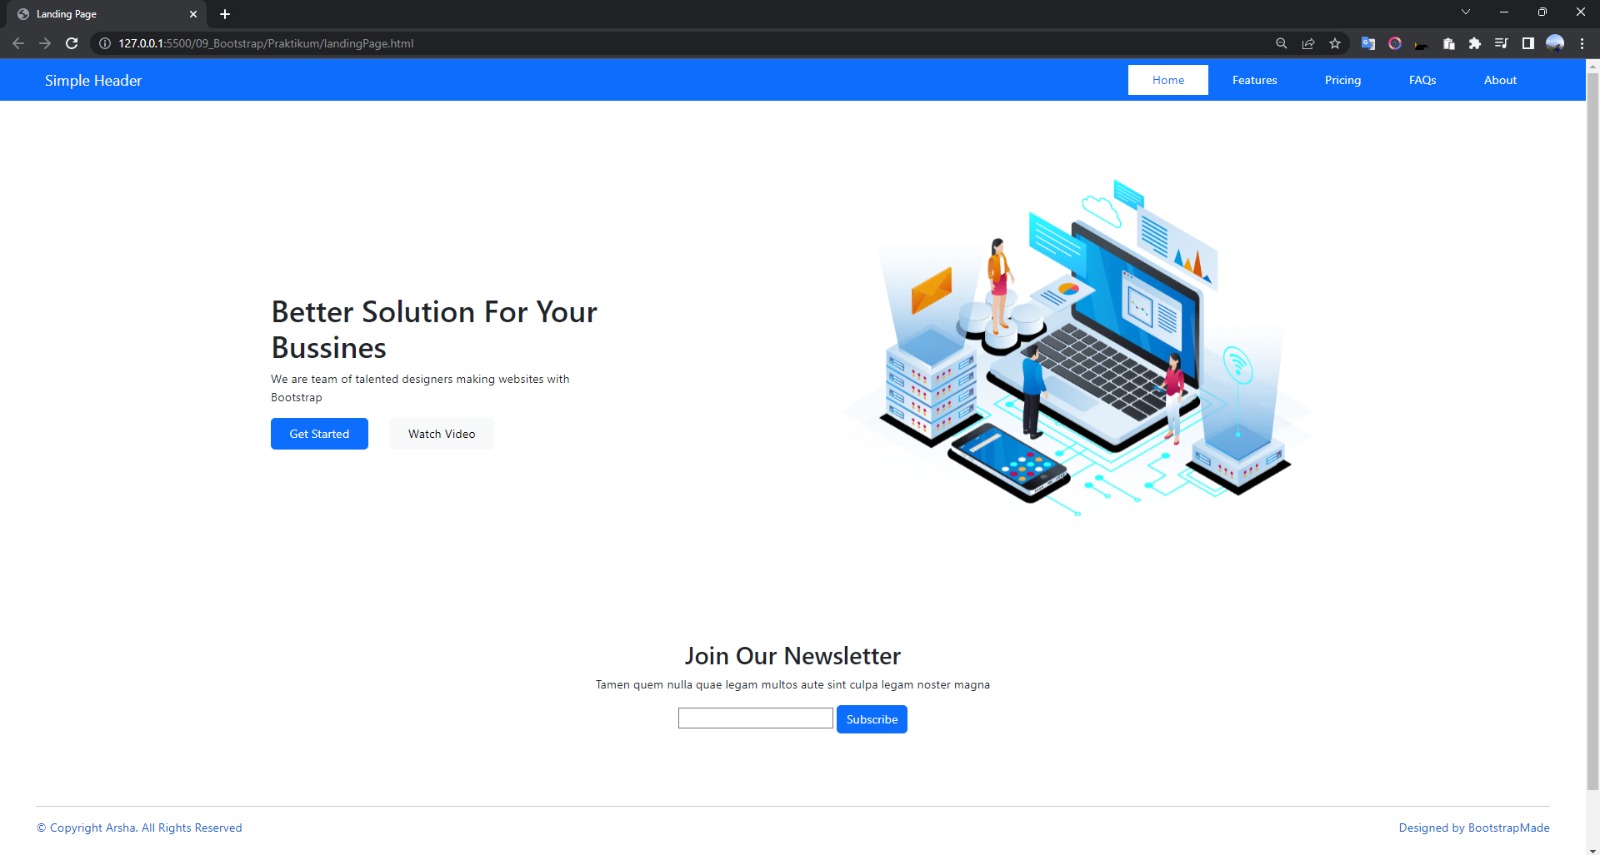 Landing Page
127.0.0.1:5500/09_Bootstrap/Praktikum/landingPage.html
Simple Header
Home
Features
Pricing
FAQs
About
Better Solution For Your
Bussines
We are team of talented designers making websites with
Bootstrap
Get Started
Watch Video
Join Our Newsletter
Tamen quem nulla quae legam multos aute sint culpa legam noster magna
Subscribe
© Copyright Arsha. All Rights Reserved
Designed by BootstrapMade